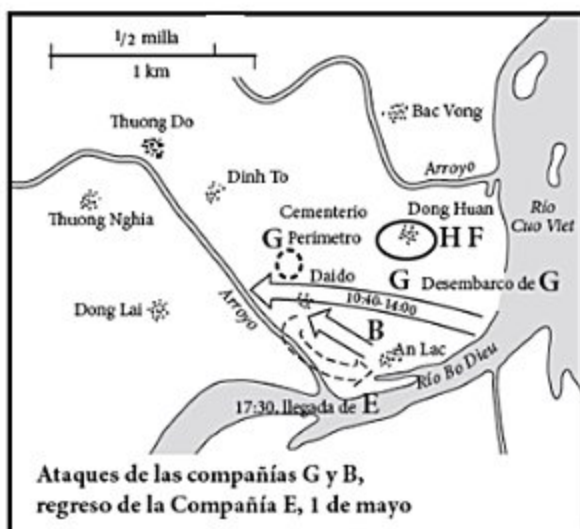 1/2 milla
1 km
Thuong Do
Bac Vong
Dinh To
Arroyo
Thuong Nghia
Cementerio
Dong Huan
Río
Cuo Viet
G Perímetro
H F
Daido
G Desembarco de G
10:40-14:00
Dong Lai
Arroyo
B
An Lac
Río Bo Dieu
17:30, llegada de E
Ataques de las compañías G y B,
regreso de la Compañía E, 1 de mayo